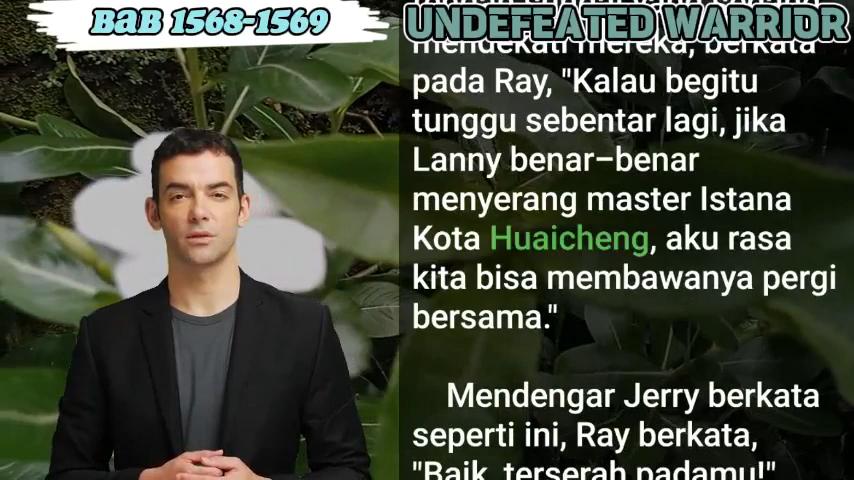 BAB 1568-1569
UNDEFEATED WARRIOR
mendekati mereka, berkata
pada Ray, "Kalau begitu
tunggu sebentar lagi, jika
Lanny benar–benar
menyerang master Istana
Kota Huaicheng, aku rasa
kita bisa membawanya pergi
bersama."
Mendengar Jerry berkata
seperti ini, Ray berkata,
"Baik, terserah padamu!"